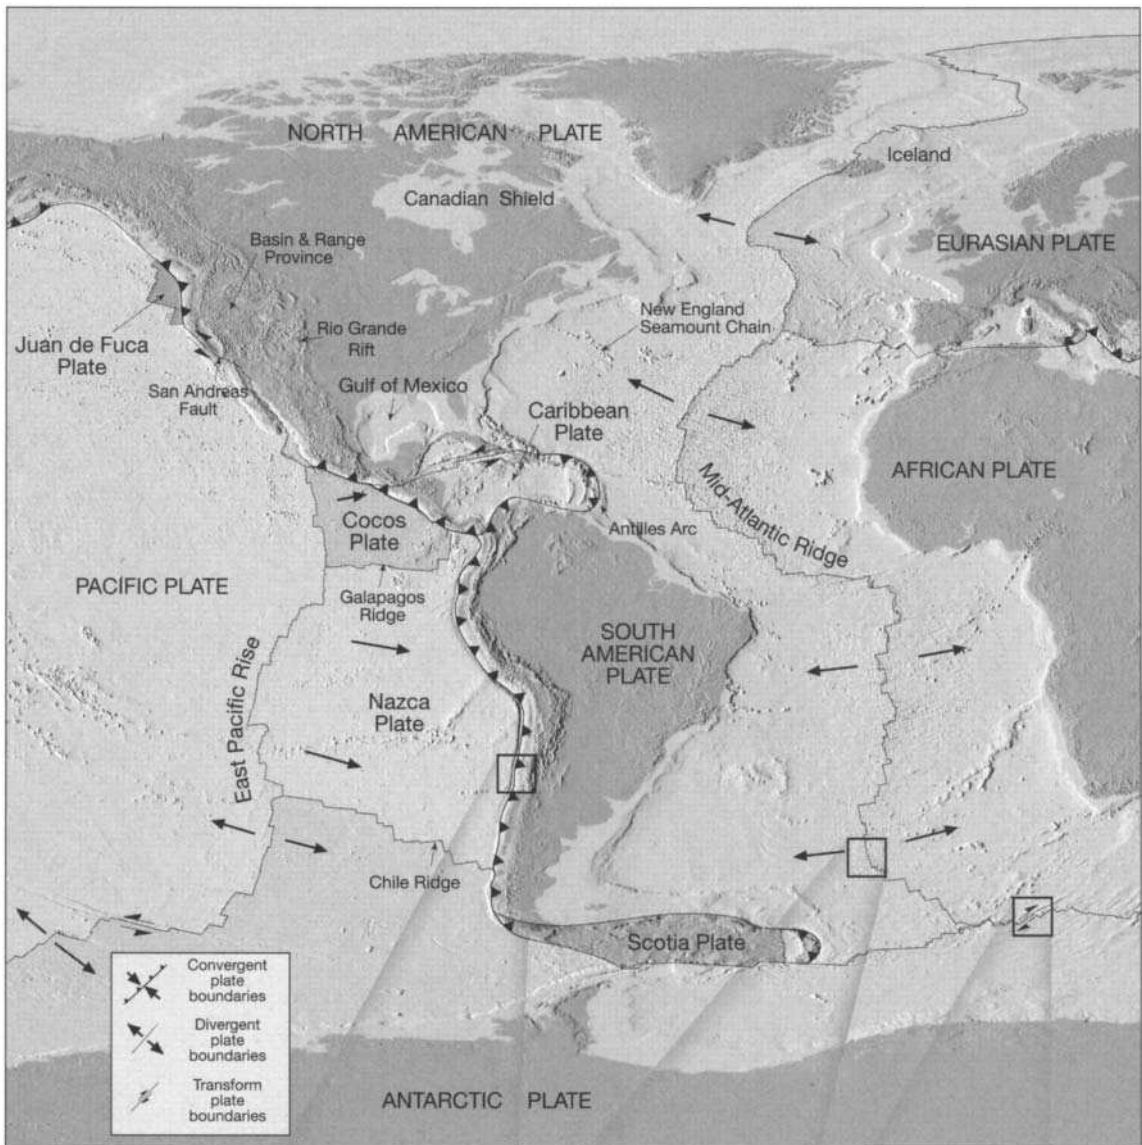 NORTH AMERICAN PLATE
Iceland
Canadian Shield
Basin & Range
Province
EURASIAN PLATE
New England
Seamount Chain
Rio Grande
Rift
Juan de Fuca
Plate
San Andreas
Fault
Gulf of Mexico
Caribbean
Plate
AFRICAN PLATE
Mid-Atlantic Ridge
Antilles Arc
Cocos
Plate
PACIFIC PLATE
Galapagos
Ridge
SOUTH
AMERICAN
PLATE
East Pacific Rise
Nazca
Plate
Chile Ridge
Scotia Plate
Convergent
plate
boundaries
Divergent
plate
boundaries
Transform
plate
boundaries
ANTARCTIC PLATE